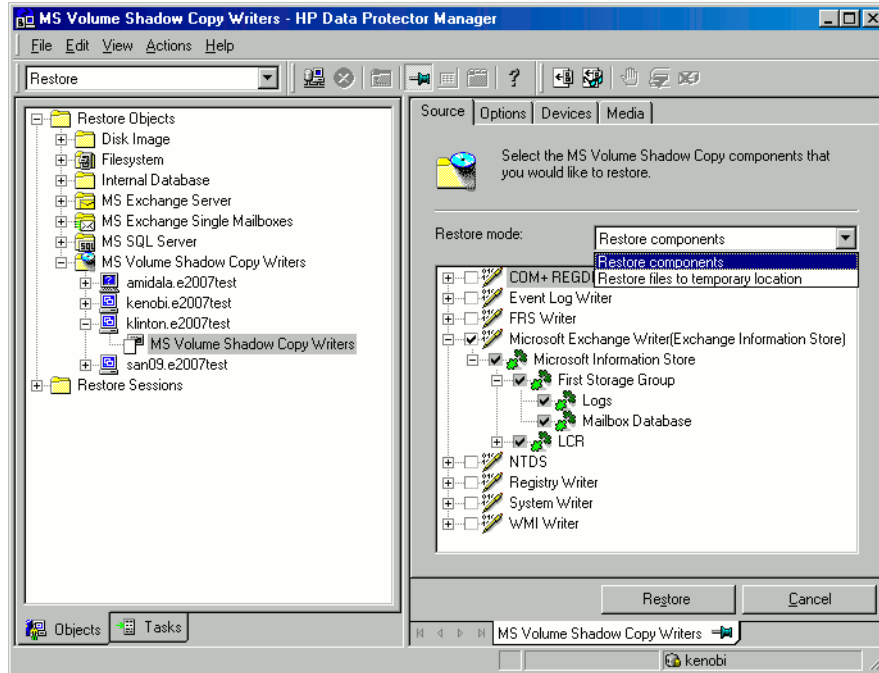 MS Volume Shadow Copy Writers - HP Data Protector Manager
File Edit View Actions Help
Restore
Restore Objects
Disk Image
Filesystem
Internal Database
MS Exchange Server
MS Exchange Single Mailboxes
MS SQL Server
MS Volume Shadow Copy Writers
amidala.e2007test
kenobi.e2007test
klinton.e2007test
MS Volume Shadow Copy Writers
san09.e2007test
Restore Sessions
Objects Tasks
Source Options Devices Media
Select the MS Volume Shadow Copy components that
you would like to restore.
Restore mode: Restore components
Restore components
Restore files to temporary location
COM+ REGD
Event Log Writer
FRS Writer
Microsoft Exchange Writer(Exchange Information Store)
Microsoft Information Store
First Storage Group
Logs
Mailbox Database
LCR
NTDS
Registry Writer
System Writer
WMI Writer
Restore Cancel
MS Volume Shadow Copy Writers
kenobi